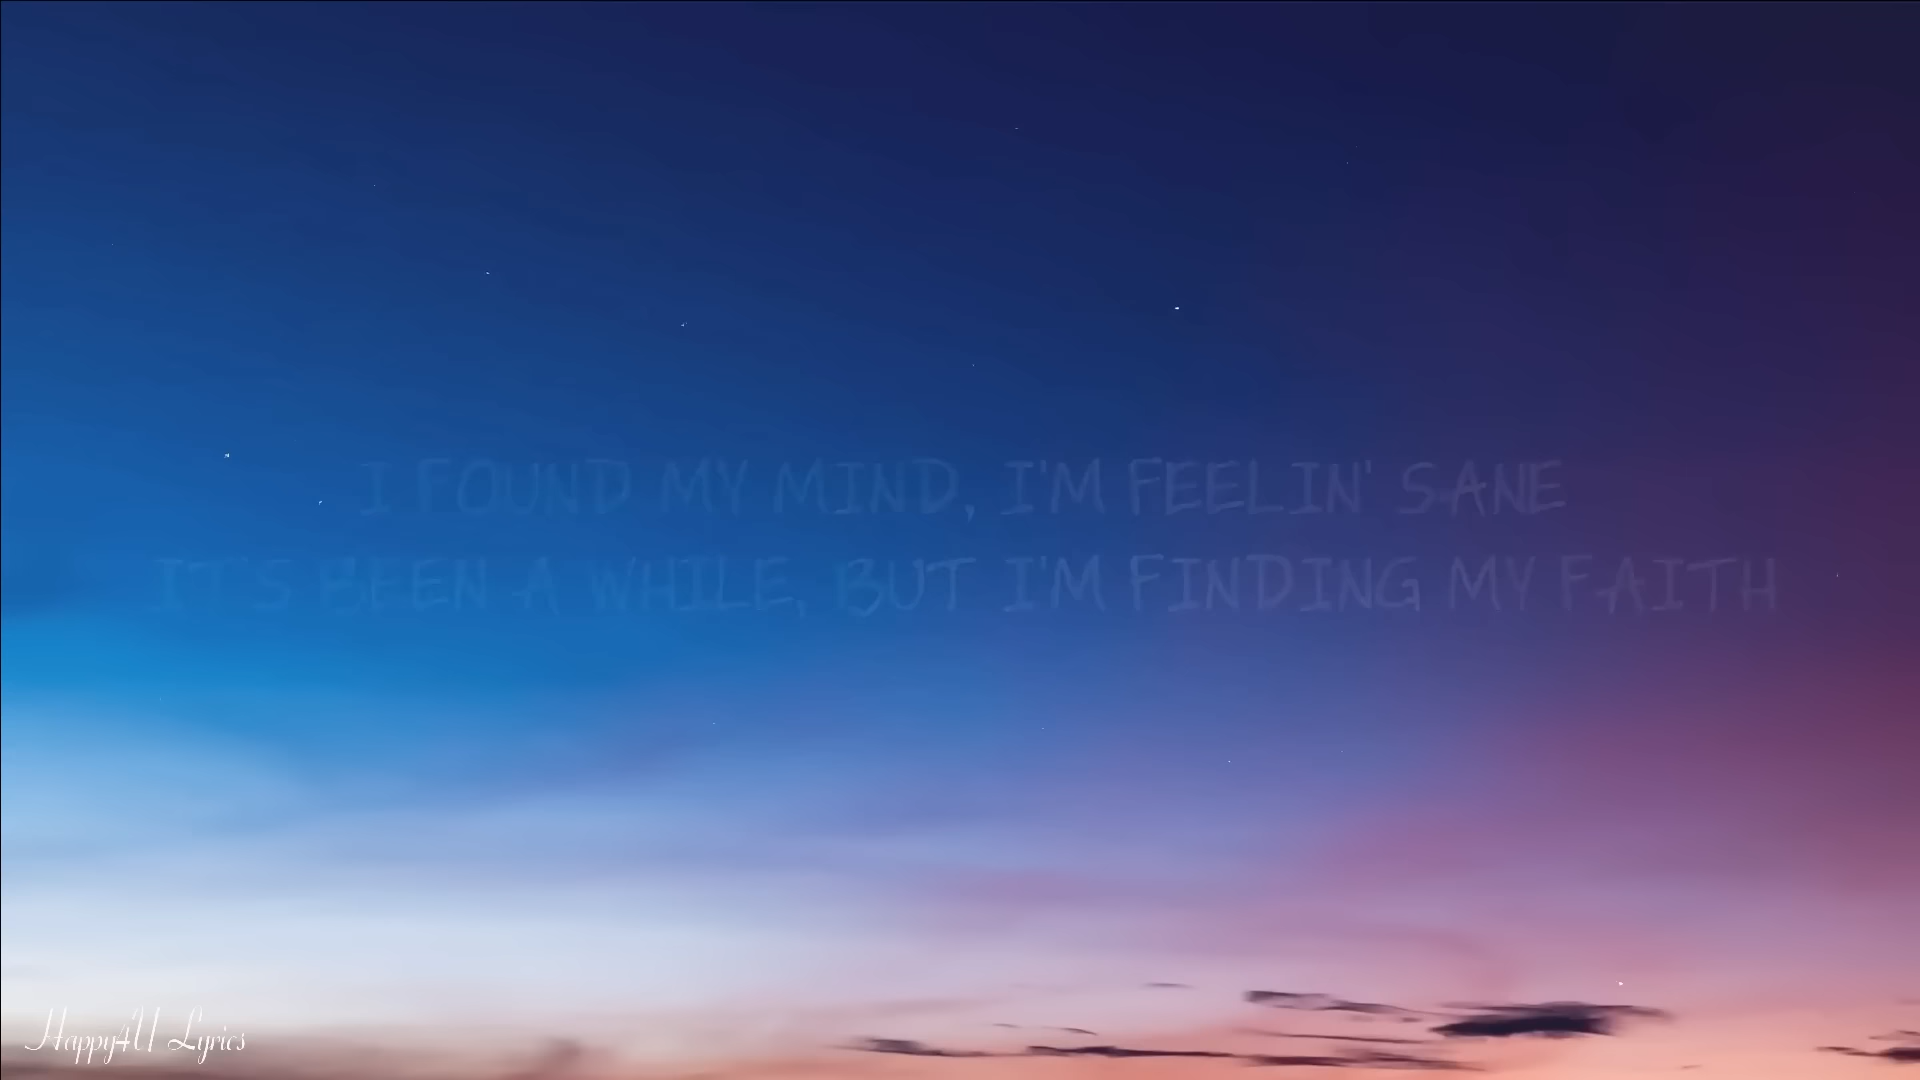 I FOUND MY MIND, I'M FEELIN' SANE
IT'S BEEN A WHILE, BUT I'M FINDING MY FAITH
Happy4U Lyrics